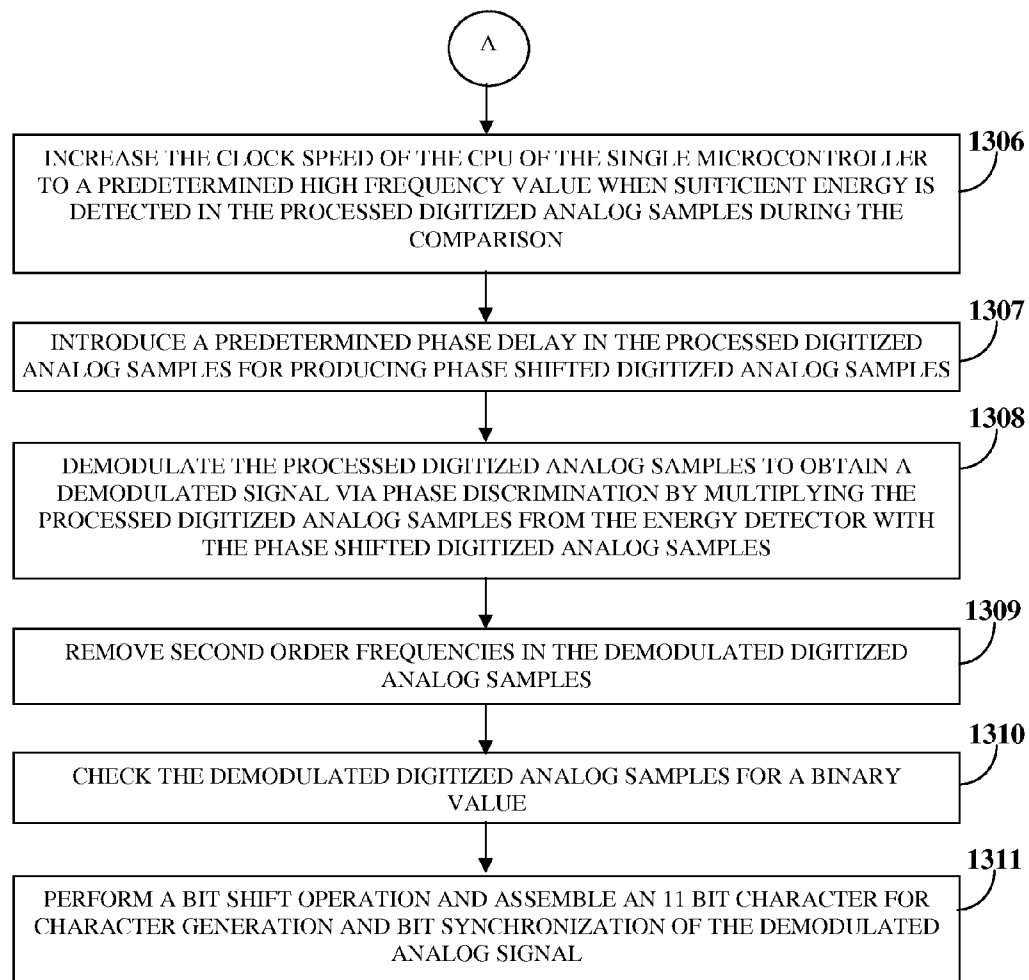 A
1306
INCREASE THE CLOCK SPEED OF THE CPU OF THE SINGLE MICROCONTROLLER
TO A PREDETERMINED HIGH FREQUENCY VALUE WHEN SUFFICIENT ENERGY IS
DETECTED IN THE PROCESSED DIGITIZED ANALOG SAMPLES DURING THE
COMPARISON
1307
INTRODUCE A PREDETERMINED PHASE DELAY IN THE PROCESSED DIGITIZED
ANALOG SAMPLES FOR PRODUCING PHASE SHIFTED DIGITIZED ANALOG SAMPLES
1308
DEMODULATE THE PROCESSED DIGITIZED ANALOG SAMPLES TO OBTAIN A
DEMODULATED SIGNAL VIA PHASE DISCRIMINATION BY MULTIPLYING THE
PROCESSED DIGITIZED ANALOG SAMPLES FROM THE ENERGY DETECTOR WITH
THE PHASE SHIFTED DIGITIZED ANALOG SAMPLES
1309
REMOVE SECOND ORDER FREQUENCIES IN THE DEMODULATED DIGITIZED
ANALOG SAMPLES
1310
CHECK THE DEMODULATED DIGITIZED ANALOG SAMPLES FOR A BINARY
VALUE
1311
PERFORM A BIT SHIFT OPERATION AND ASSEMBLE AN 11 BIT CHARACTER FOR
CHARACTER GENERATION AND BIT SYNCHRONIZATION OF THE DEMODULATED
ANALOG SIGNAL